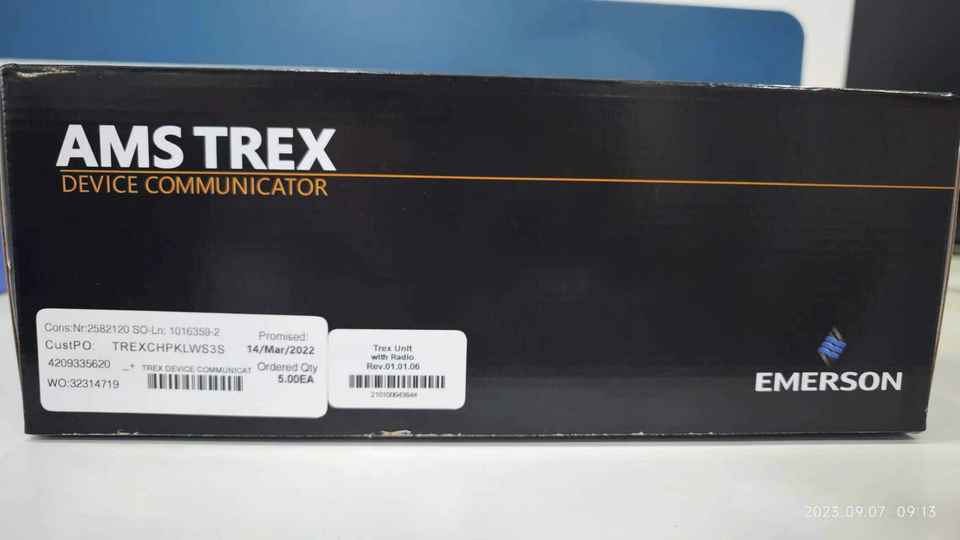 AMS TREX
DEVICE COMMUNICATOR
Cons:Nr:2582120 SO-Ln: 1016359-2
CustPO: TREXCHPKLWS3S
Promised:
14/Mar/2022
4209335620 _+ TREX DEVICE COMMUNICAT
Ordered Qty
5.00EA
WO:32314719
Trex Unit
with Radio
Rev.01.01.06
EMERSON
2023.09.07 09:13